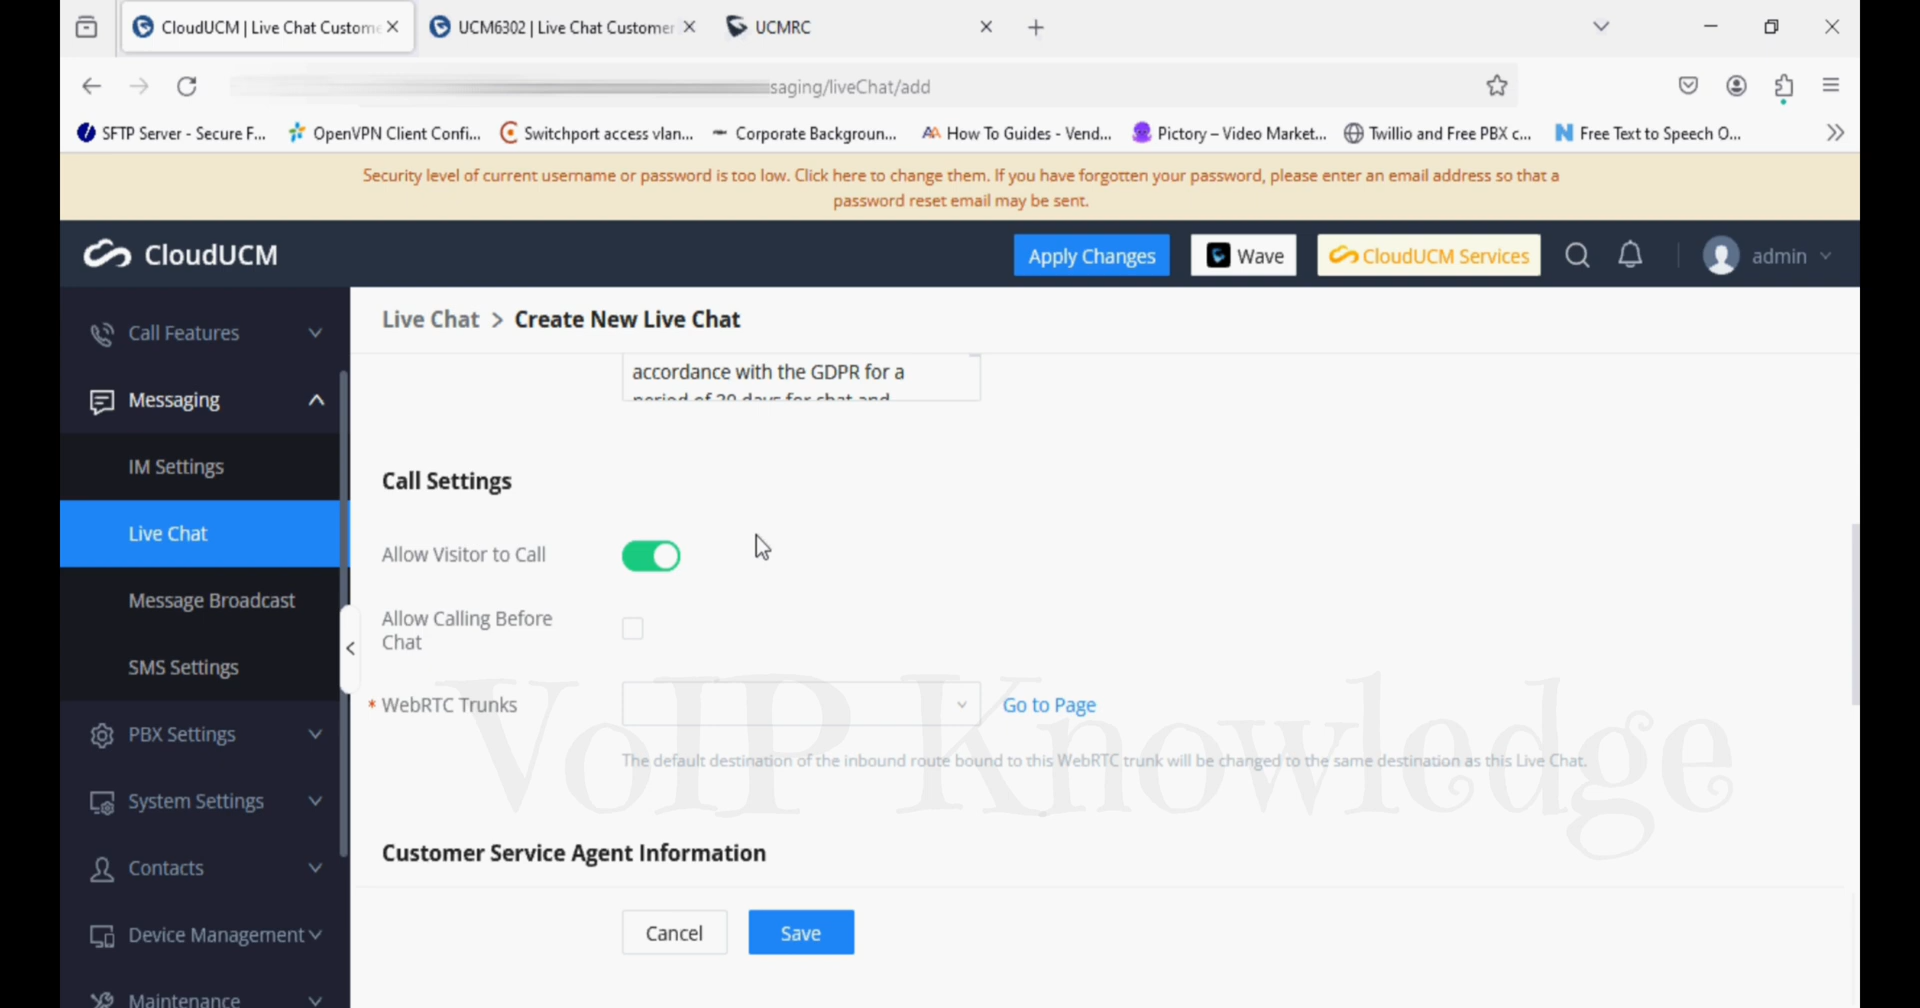 CloudUCM | Live Chat Custome
UCM6302 | Live Chat Customer
UCMRC
saging/liveChat/add
SFTP Server - Secure F...
OpenVPN Client Confi...
Switchport access vlan...
Corporate Backgroun...
How To Guides - Vend...
Pictory – Video Market...
Twillio and Free PBX c...
Free Text to Speech O...
Security level of current username or password is too low. Click here to change them. If you have forgotten your password, please enter an email address so that a
password reset email may be sent.
CloudUCM
Apply Changes
Wave
CloudUCM Services
admin
Call Features
Messaging
IM Settings
Live Chat
Message Broadcast
SMS Settings
PBX Settings
System Settings
Contacts
Device Management
Maintenance
Live Chat > Create New Live Chat
accordance with the GDPR for a
period of 30 days for chat and
Call Settings
Allow Visitor to Call
Allow Calling Before
Chat
* WebRTC Trunks
Go to Page
The default destination of the inbound route bound to this WebRTC trunk will be changed to the same destination as this Live Chat.
VoIP Knowledge
Customer Service Agent Information
Cancel
Save